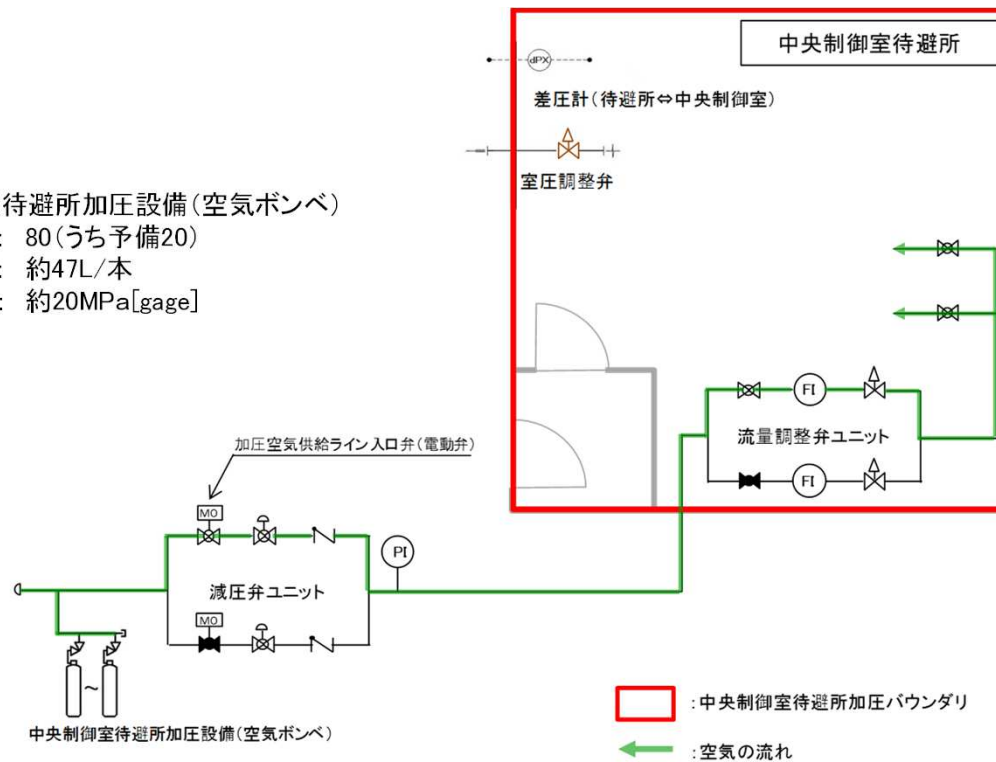 中央制御室待避所
dPX
差圧計(待避所⇔中央制御室)
室圧調整弁
待避所加圧設備(空気ボンベ)
: 80(うち予備20)
: 約47L/本
: 約20MPa[gage]
FI
流量調整弁ユニット
FI
加圧空気供給ライン入口弁(電動弁)
MO
PI
減圧弁ユニット
MO
~
中央制御室待避所加圧設備(空気ボンベ)
:中央制御室待避所加圧バウンダリ
:空気の流れ